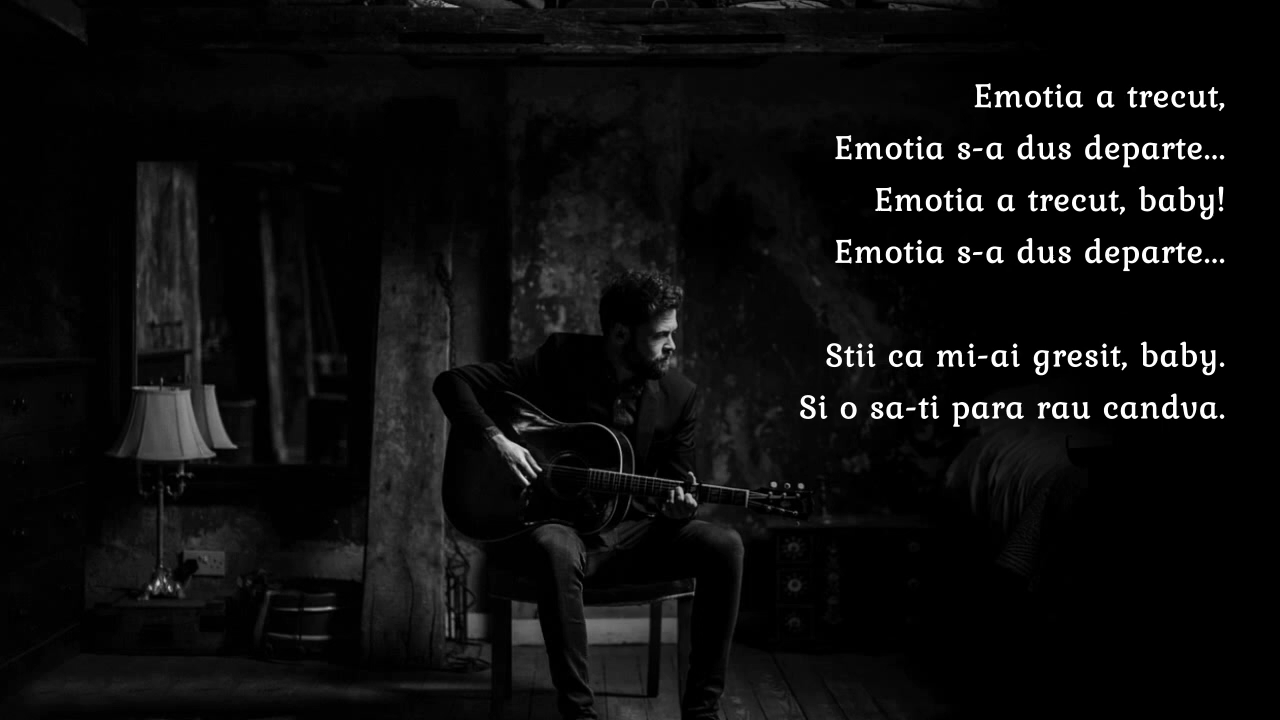 Emotia a trecut,
Emotia s-a dus departe...
Emotia a trecut, baby!
Emotia s-a dus departe...
Stii ca mi-ai gresit, baby.
Si o sa-ti para rau candva.